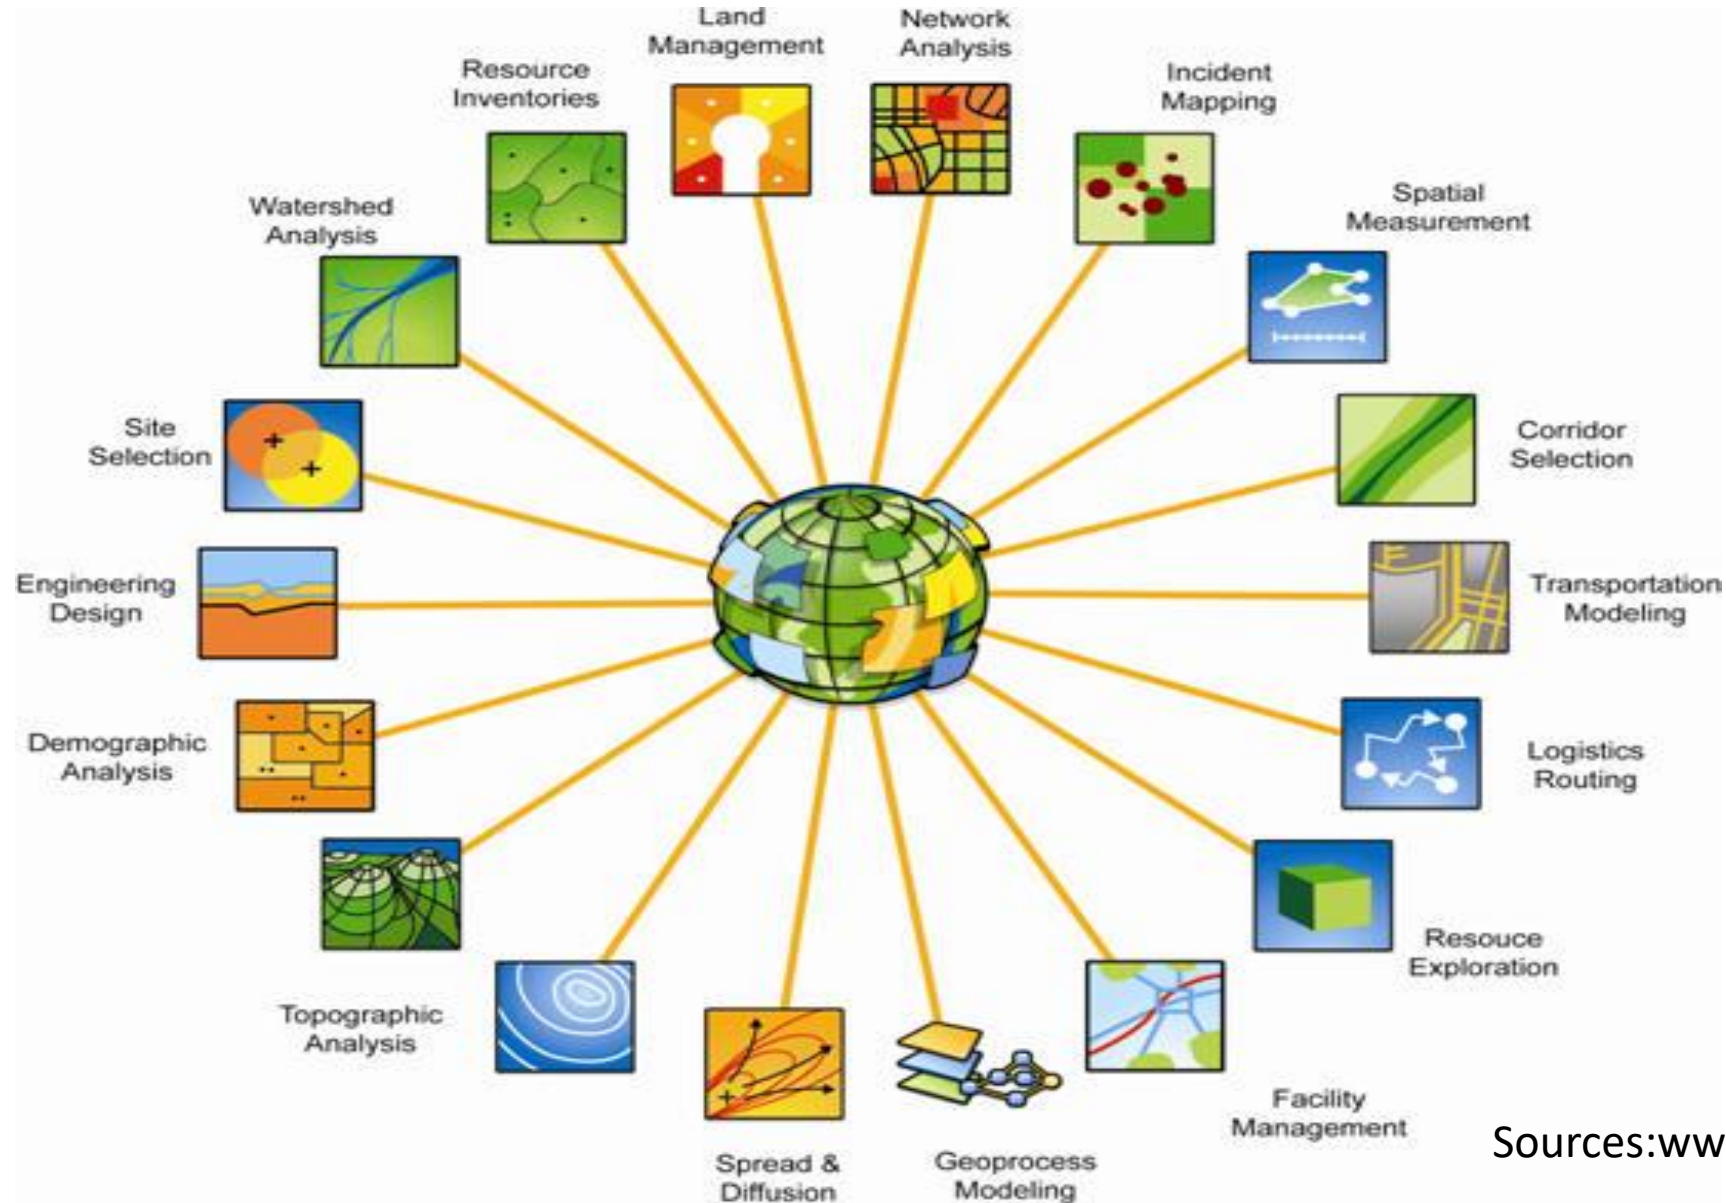 Land
Management
Network
Analysis
Resource
Inventories
Incident
Mapping
Watershed
Analysis
Spatial
Measurement
Site
Selection
Corridor
Selection
Engineering
Design
Transportation
Modeling
Demographic
Analysis
Logistics
Routing
Resouce
Exploration
Topographic
Analysis
Facility
Management
Spread &
Diffusion
Geoprocess
Modeling
Sources:ww